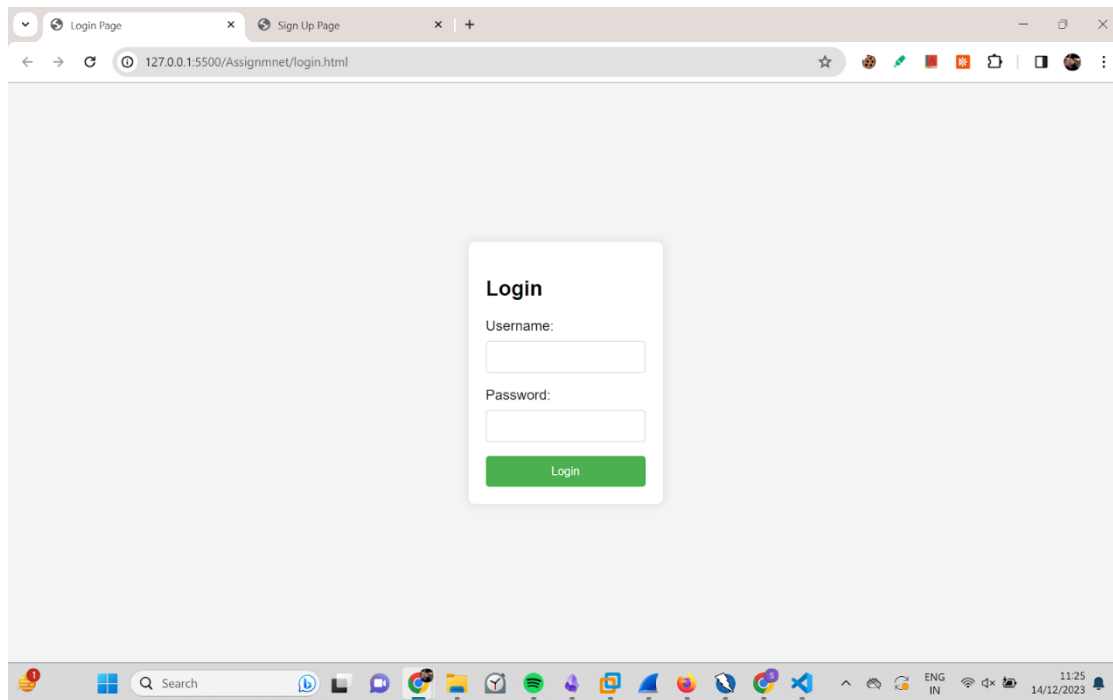 Login Page
Sign Up Page
127.0.0.1:5500/Assignmnet/login.html
Login
Username:
Password:
Login
1
Search
ENG
IN
11:25
14/12/2023